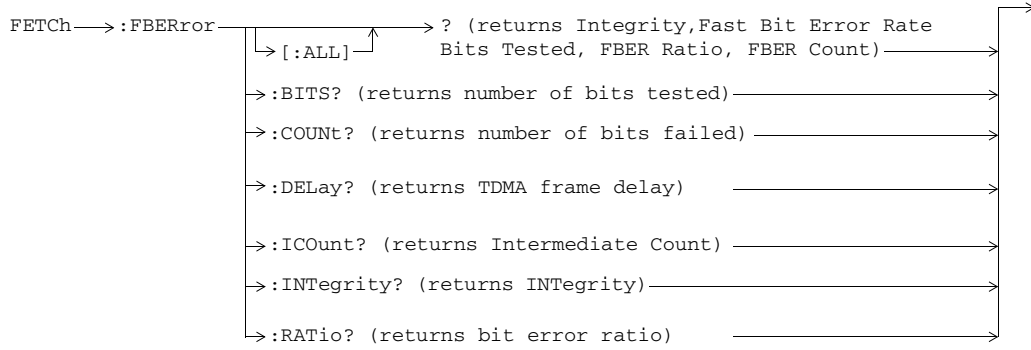 FETCh :FBERror ? (returns Integrity,Fast Bit Error Rate
[:ALL] Bits Tested, FBER Ratio, FBER Count)
:BITS? (returns number of bits tested)
:COUNt? (returns number of bits failed)
:DELay? (returns TDMA frame delay)
:ICOunt? (returns Intermediate Count)
:INTegrity? (returns INTegrity)
:RATio? (returns bit error ratio)